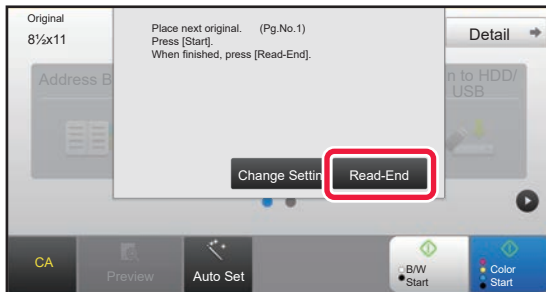 Original
8½x11
Place next original. (Pg.No.1)
Press [Start].
When finished, press [Read-End].
Detail
Address B
n to HDD/
USB
Change Settin
Read-End
CA
Preview
Auto Set
B/W
Start
Color
Start